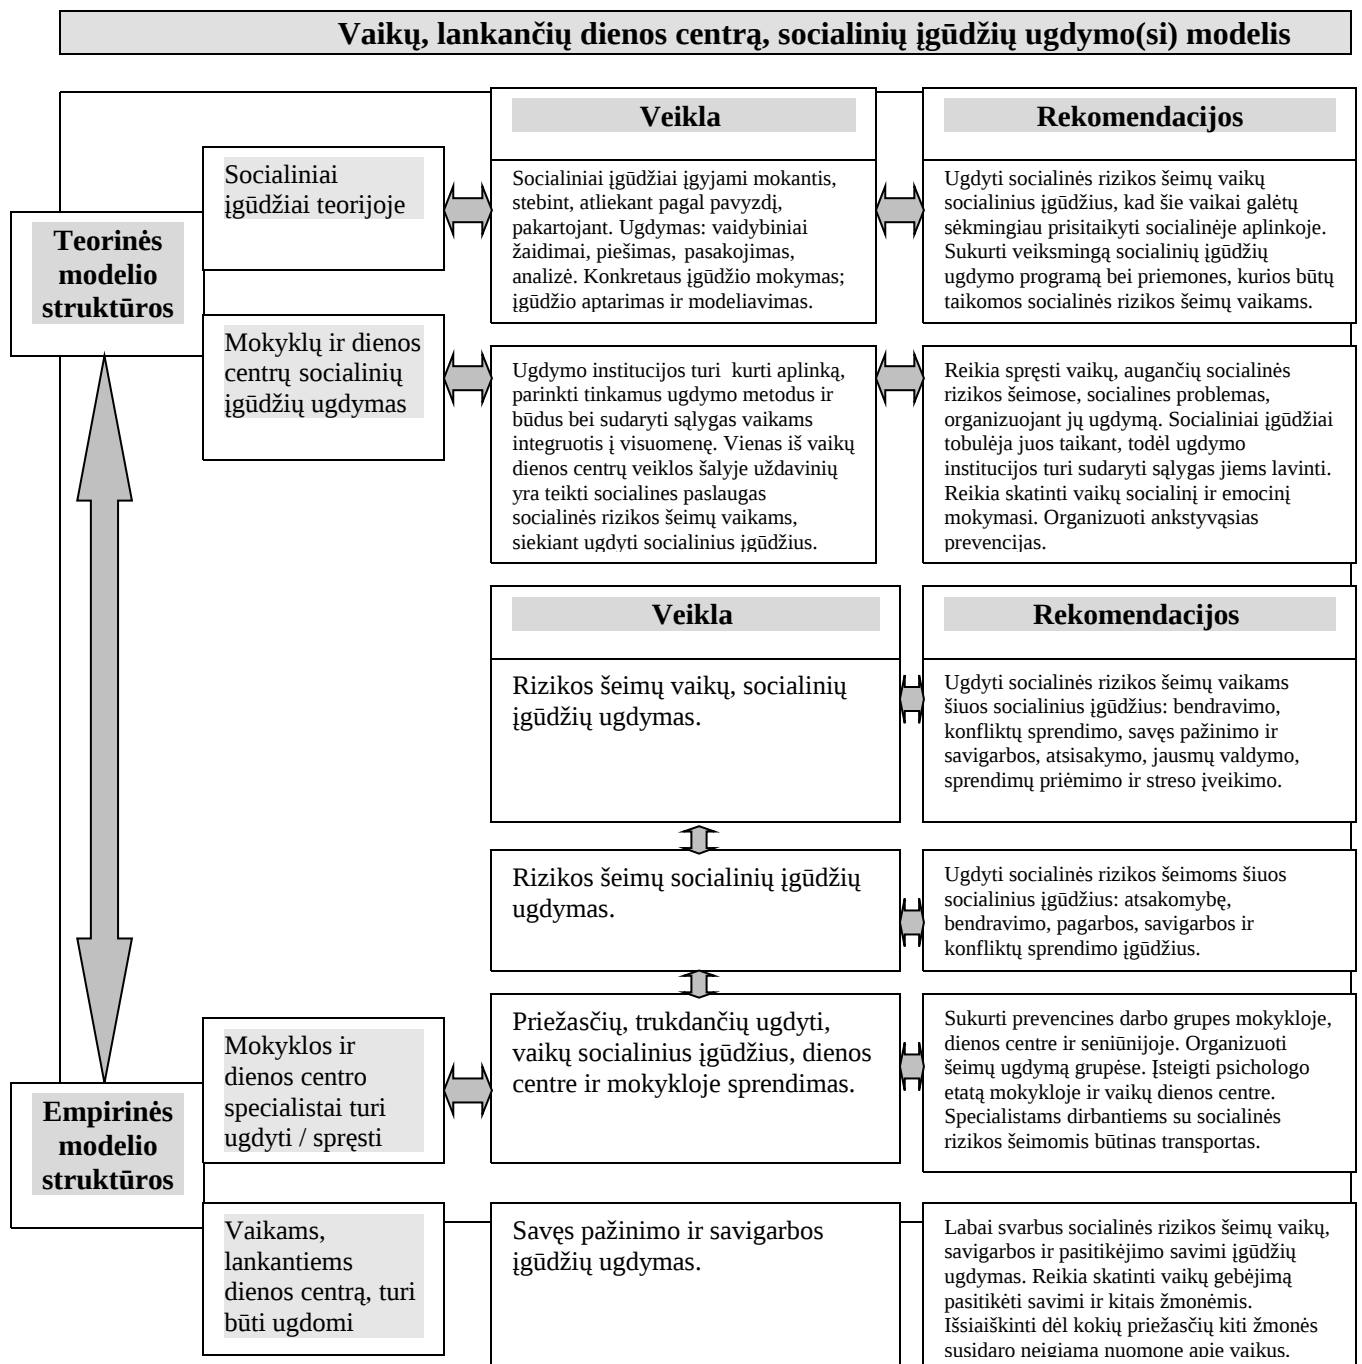 Vaikų, lankančių dienos centrą, socialinių įgūdžių ugdymo(si) modelis
Veikla
Rekomendacijos
Teorinės
modelio
struktūros
Socialiniai
įgūdžiai teorijoje
Socialiniai įgūdžiai įgyjami mokantis,
stebint, atliekant pagal pavyzdį,
pakartojant. Ugdymas: vaidybiniai
žaidimai, piešimas, pasakojimas,
analizė. Konkretaus įgūdžio mokymas;
įgūdžio aptarimas ir modeliavimas.
Ugdyti socialinės rizikos šeimų vaikų
socialinius įgūdžius, kad šie vaikai galėtų
sėkmingiau prisitaikyti socialinėje aplinkoje.
Sukurti veiksmingą socialinių įgūdžių
ugdymo programą bei priemones, kurios būtų
taikomos socialinės rizikos šeimų vaikams.
Mokyklų ir dienos
centrų socialinių
įgūdžių ugdymas
Ugdymo institucijos turi kurti aplinką,
parinkti tinkamus ugdymo metodus ir
būdus bei sudaryti sąlygas vaikams
integruotis į visuomenę. Vienas iš vaikų
dienos centrų veiklos šalyje uždavinių
yra teikti socialines paslaugas
socialinės rizikos šeimų vaikams,
siekiant ugdyti socialinius įgūdžius.
Reikia spręsti vaikų, augančių socialinės
rizikos šeimose, socialines problemas,
organizuojant jų ugdymą. Socialiniai įgūdžiai
tobulėja juos taikant, todėl ugdymo
institucijos turi sudaryti sąlygas jiems lavinti.
Reikia skatinti vaikų socialinį ir emocinį
mokymasi. Organizuoti ankstyvąsias
prevencijas.
Veikla
Rekomendacijos
Rizikos šeimų vaikų, socialinių
įgūdžių ugdymas.
Ugdyti socialinės rizikos šeimų vaikams
šiuos socialinius įgūdžius: bendravimo,
konfliktų sprendimo, savęs pažinimo ir
savigarbos, atsisakymo, jausmų valdymo,
sprendimų priėmimo ir streso įveikimo.
Rizikos šeimų socialinių įgūdžių
ugdymas.
Ugdyti socialinės rizikos šeimoms šiuos
socialinius įgūdžius: atsakomybę,
bendravimo, pagarbos, savigarbos ir
konfliktų sprendimo įgūdžius.
Empirinės
modelio
struktūros
Mokyklos ir
dienos centro
specialistai turi
ugdyti / spręsti
Priežasčių, trukdančių ugdyti,
vaikų socialinius įgūdžius, dienos
centre ir mokykloje sprendimas.
Sukurti prevencines darbo grupes mokykloje,
dienos centre ir seniūnijoje. Organizuoti
šeimų ugdymą grupėse. Įsteigti psichologo
etatą mokykloje ir vaikų dienos centre.
Specialistams dirbantiems su socialinės
rizikos šeimomis būtinas transportas.
Vaikams,
lankantiems
dienos centrą, turi
būti ugdomi
Savęs pažinimo ir savigarbos
įgūdžių ugdymas.
Labai svarbus socialinės rizikos šeimų vaikų,
savigarbos ir pasitikėjimo savimi įgūdžių
ugdymas. Reikia skatinti vaikų gebėjimą
pasitikėti savimi ir kitais žmonėmis.
Išsiaiškinti dėl kokių priežasčių kiti žmonės
susidaro neigiamą nuomonę apie vaikus.